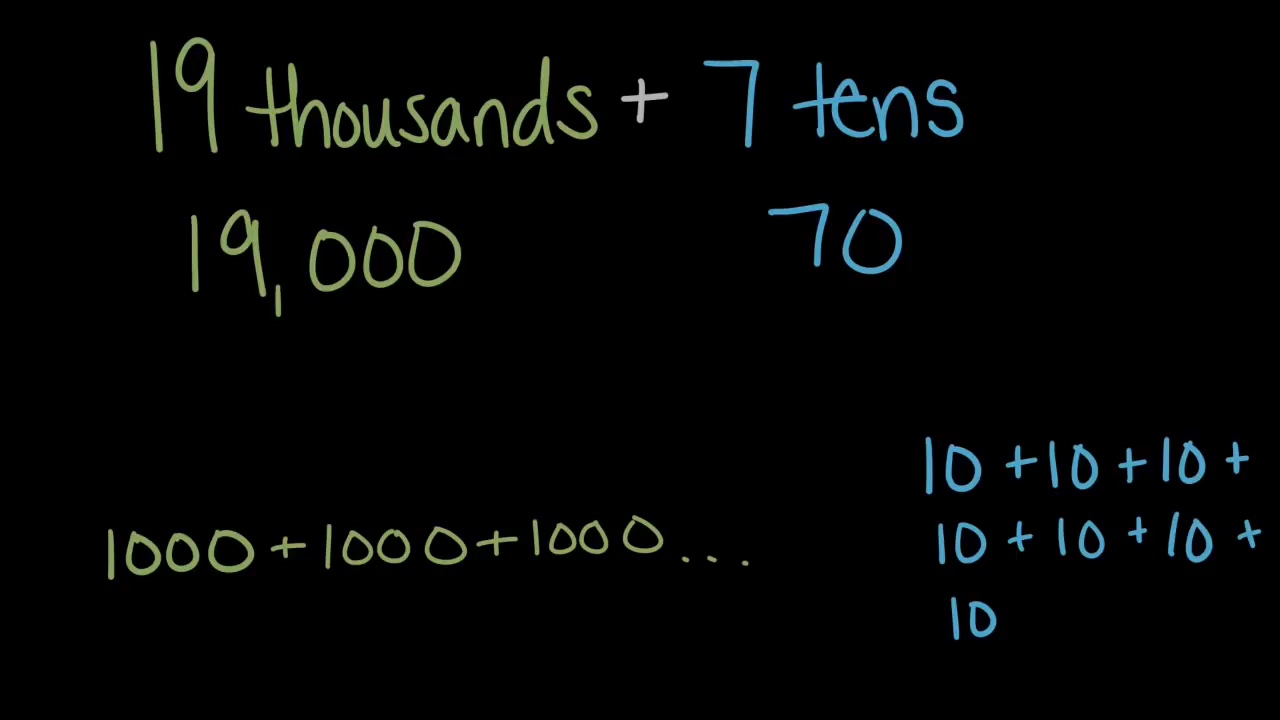 19 thousands + 7 tens
19,000 70
10 + 10 + 10 +
1000 + 1000 + 1000 ... 10 + 10 + 10 +
10